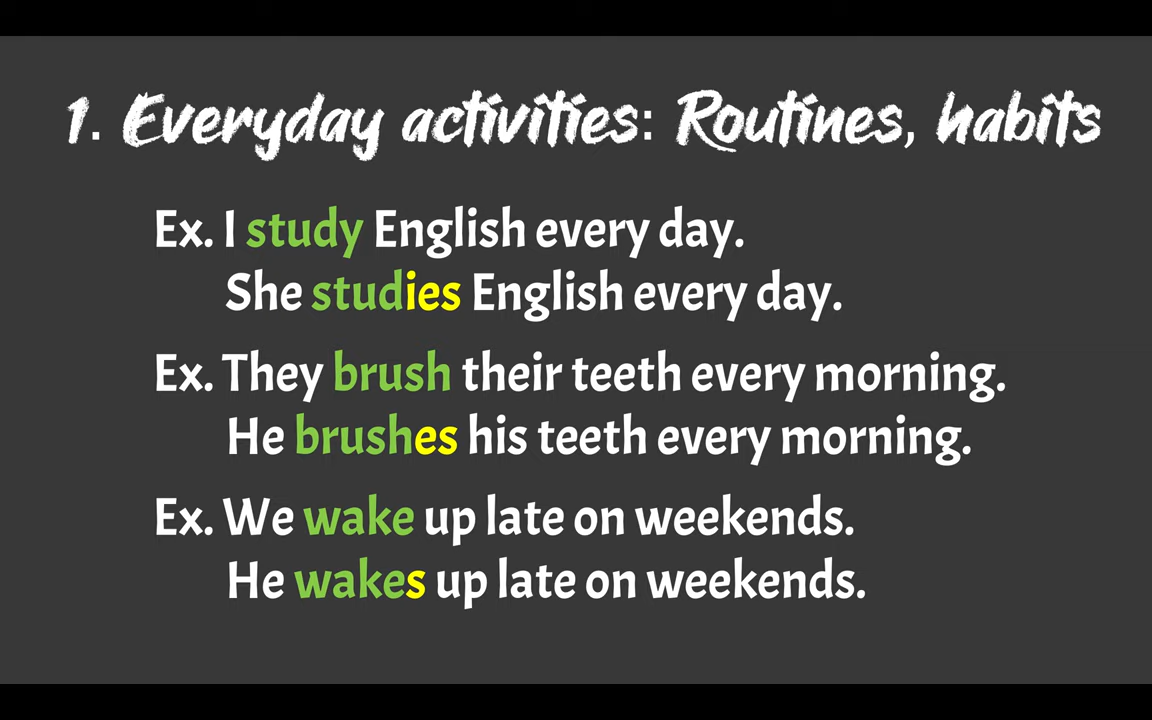 1. Everyday activities: Routines, habits
Ex. I study English every day.
She studies English every day.
Ex. They brush their teeth every morning.
He brushes his teeth every morning.
Ex. We wake up late on weekends.
He wakes up late on weekends.